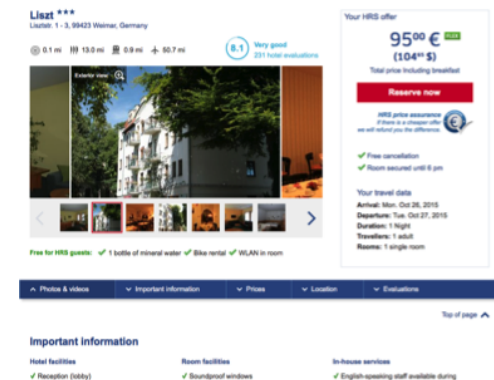 Liszt ***
Lisztstr. 1 - 3, 99423 Weimar, Germany
0.1 mi 13.0 mi 0.9 mi 50.7 mi
8.1
Very good
231 hotel evaluations
Exterior view
Free for HRS guests: 1 bottle of mineral water Bike rental WLAN in room
Your HRS offer
95⁰⁰ €
Total price including breakfast
Reserve now
HRS price assurance
If there is a cheaper offer
we will refund you the difference.
Free cancellation
Room secured until 6 pm
Your travel data
Arrival: Mon. Oct 26, 2015
Departure: Tue. Oct 27, 2015
Duration: 1 Night
Travellers: 1 adult
Rooms: 1 single room
Photos & videos Important information Prices Location Evaluations
Top of page
Important information
Hotel facilities
Reception (lobby)
Room facilities
Soundproof windows
In-house services
English-speaking staff available during